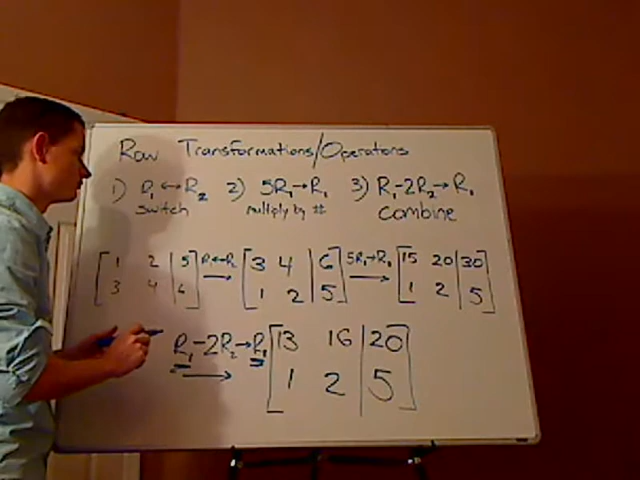 Row Transformations/Operations
1) R₁ ↔ R₂ 2) 5R₁ → R₁ 3) R₁ - 2R₂ → R₁
switch multiply by # combine
[1 2 | 5] R₁ ↔ R₂ [3 4 | 6] 5R₁ → R₁ [15 20 | 30]
[3 4 | 6] → [1 2 | 5] → [1 2 | 5]
R₁ - 2R₂ → R₁ [13 16 | 20]
→ [1 2 | 5]